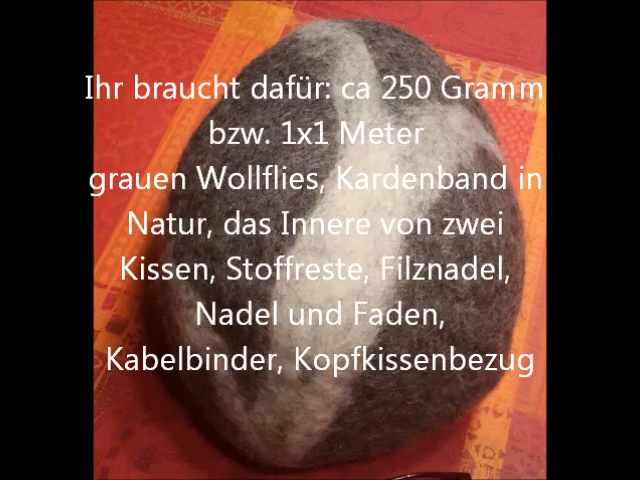 Ihr braucht dafür: ca 250 Gramm
bzw. 1x1 Meter
grauen Wollflies, Kardenband in
Natur, das Innere von zwei
Kissen, Stoffreste, Filznadel,
Nadel und Faden,
Kabelbinder, Kopfkissenbezug